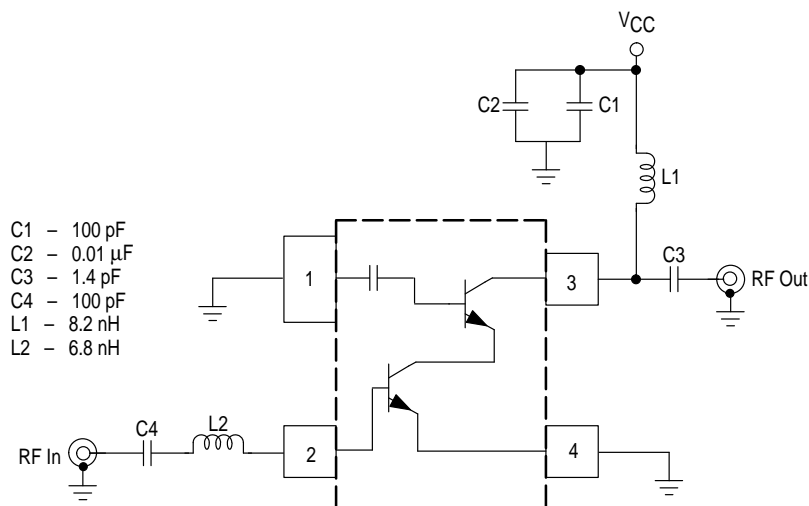 VCC
C2
C1
L1
C1 – 100 pF
C2 – 0.01 μF
C3 – 1.4 pF
C4 – 100 pF
L1 – 8.2 nH
L2 – 6.8 nH
1
3
C3
RF Out
RF In
C4
L2
2
4